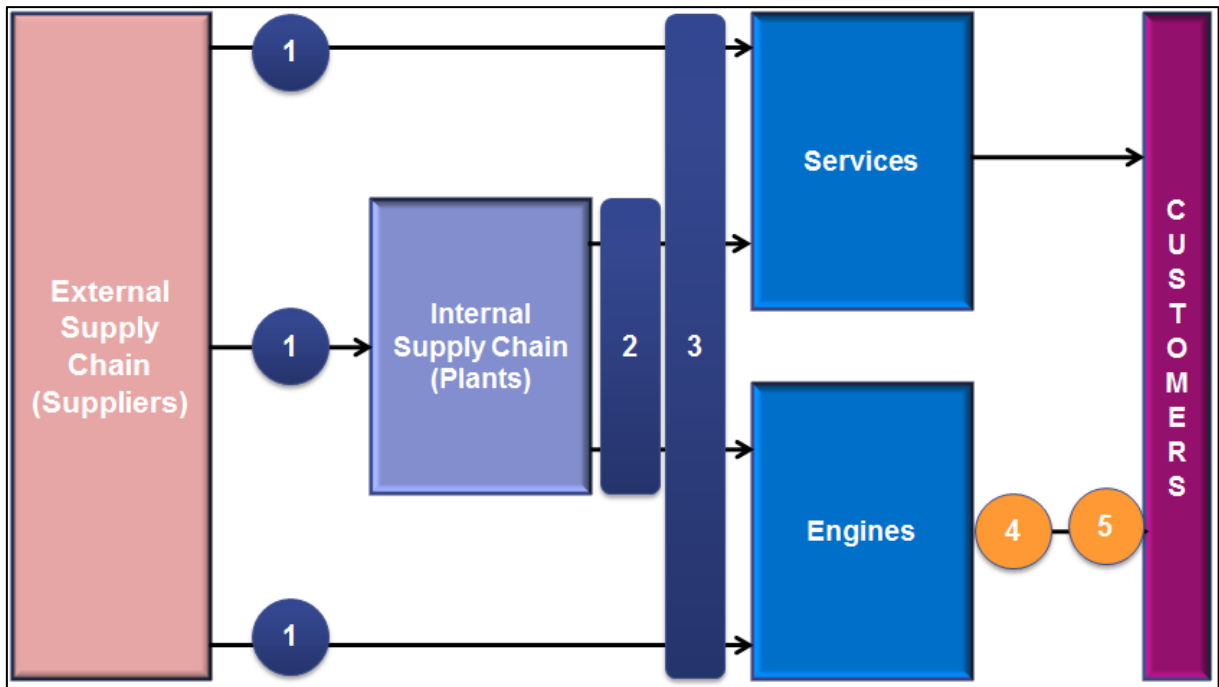 1
Services
External
Supply
Chain
(Suppliers)
1
Internal
Supply Chain
(Plants)
2
3
Engines
4
5
1
C
U
S
T
O
M
E
R
S